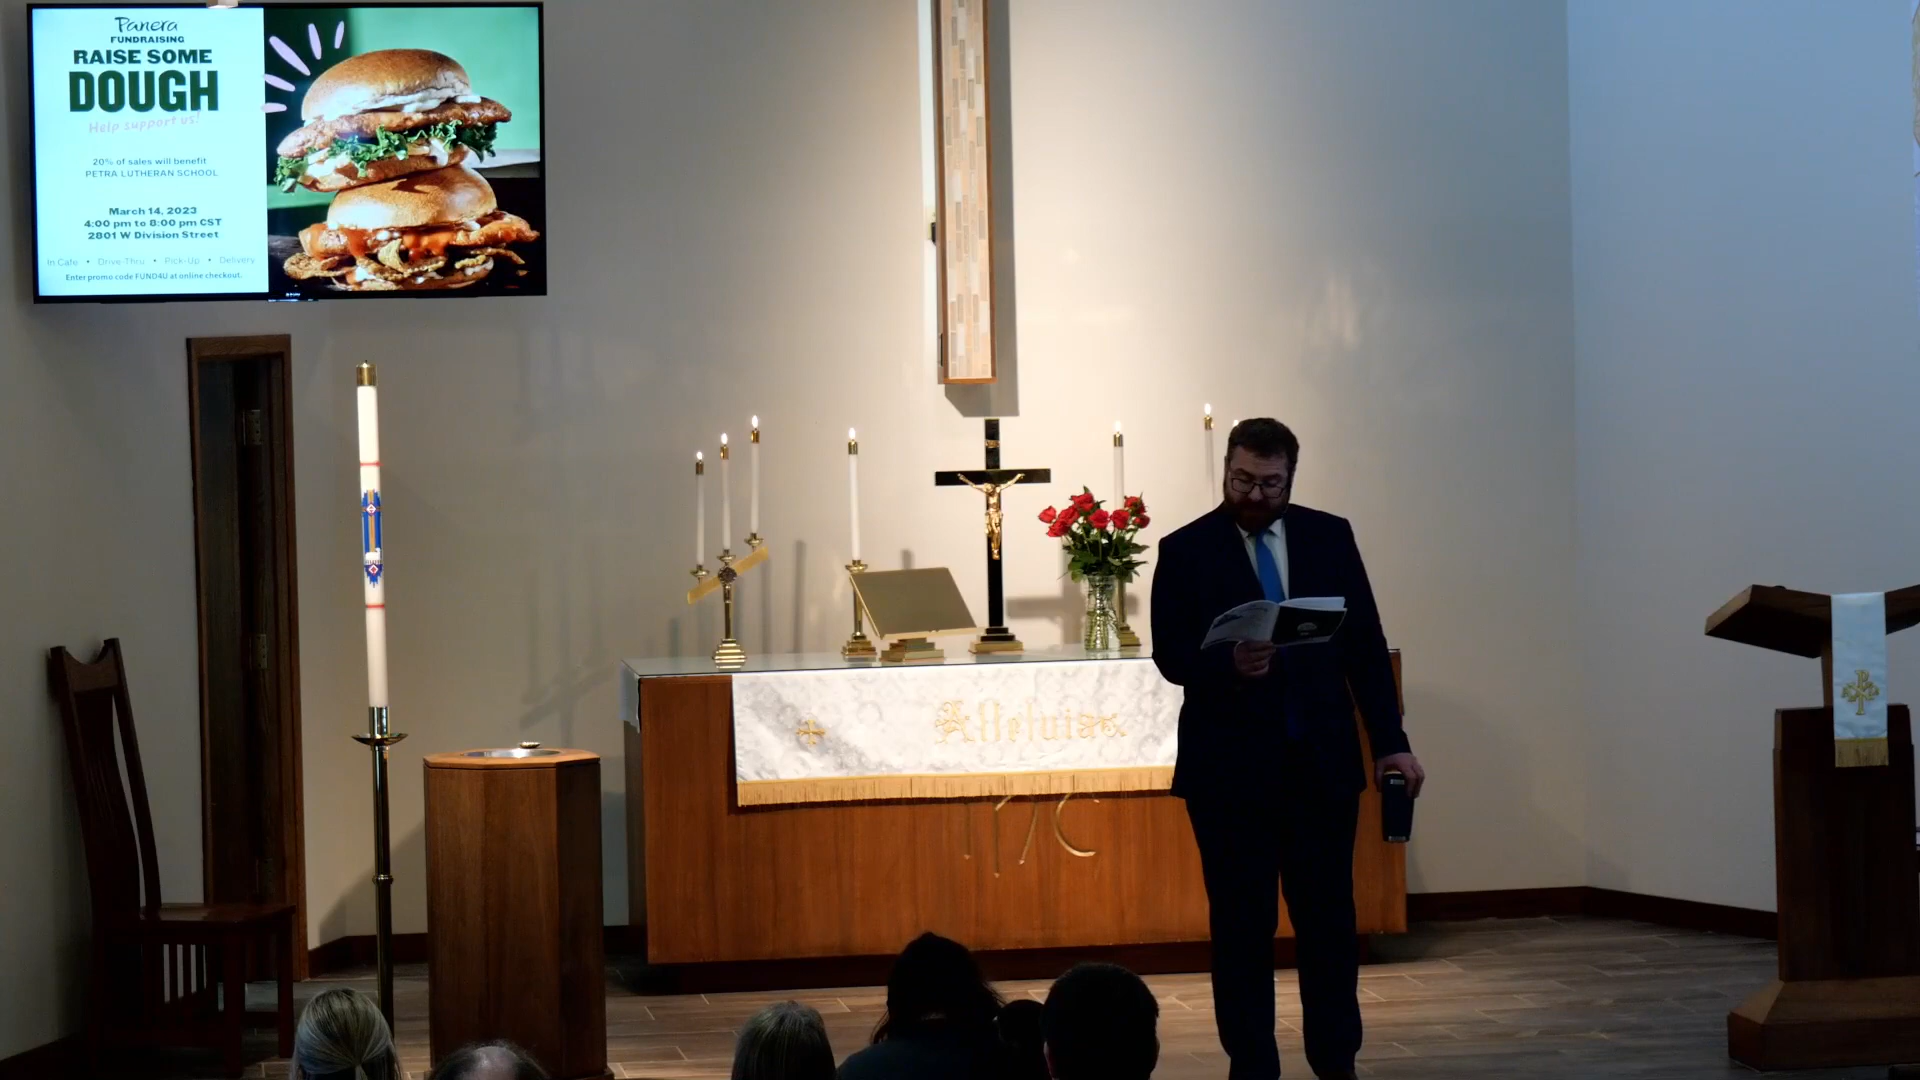 Panera
FUNDRAISING
RAISE SOME
DOUGH
Help support us!
20% of sales will benefit
PETRA LUTHERAN SCHOOL
March 14, 2023
4:00 pm to 8:00 pm CST
2801 W Division Street
In Cafe • Drive-Thru • Pick-Up • Delivery
Enter promo code FUND4U at online checkout.
Alleluia